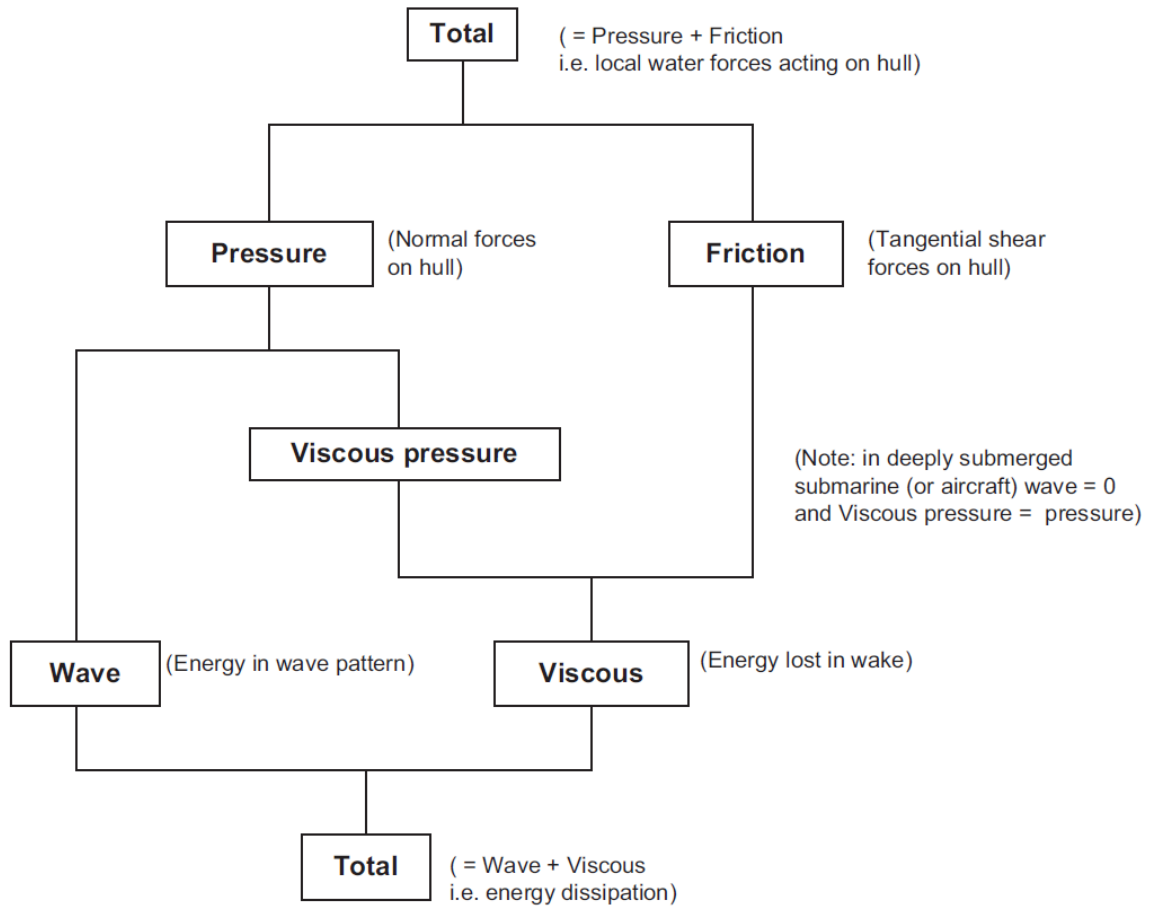 Total
( = Pressure + Friction
i.e. local water forces acting on hull)
Pressure
(Normal forces
on hull)
Friction
(Tangential shear
forces on hull)
Viscous pressure
(Note: in deeply submerged
submarine (or aircraft) wave = 0
and Viscous pressure = pressure)
Wave
(Energy in wave pattern)
Viscous
(Energy lost in wake)
Total
( = Wave + Viscous
i.e. energy dissipation)